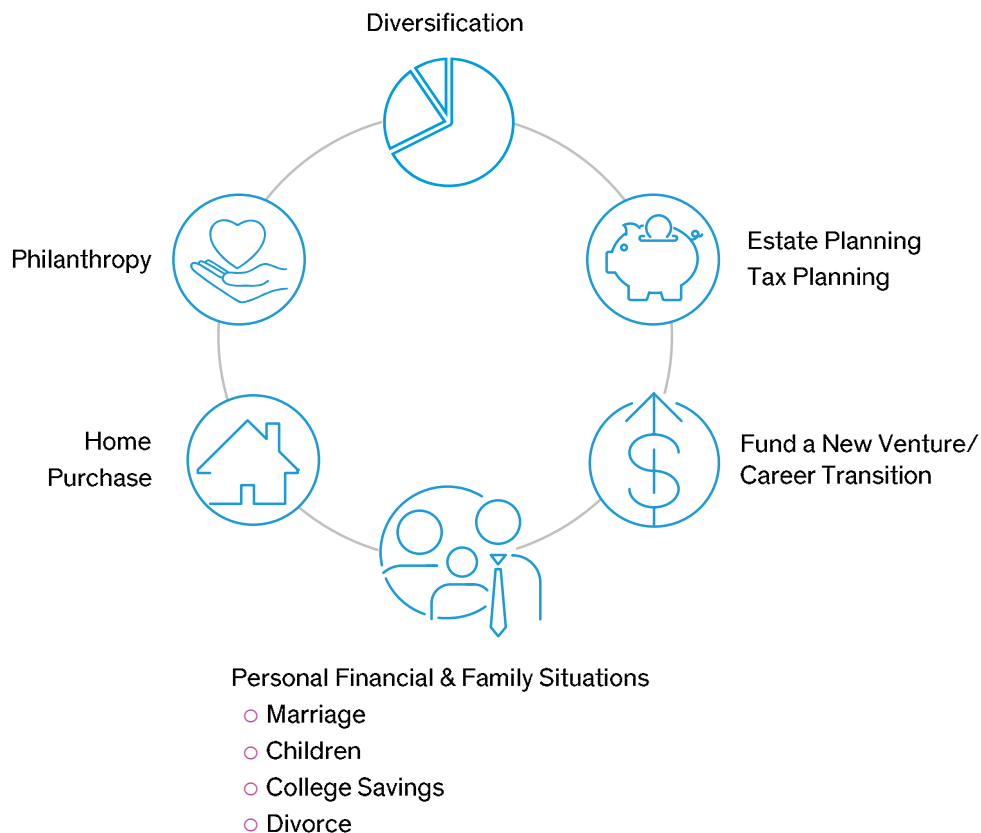 Diversification
Philanthropy
Estate Planning
Tax Planning
Home
Purchase
Fund a New Venture/
Career Transition
Personal Financial & Family Situations
Marriage
Children
College Savings
Divorce